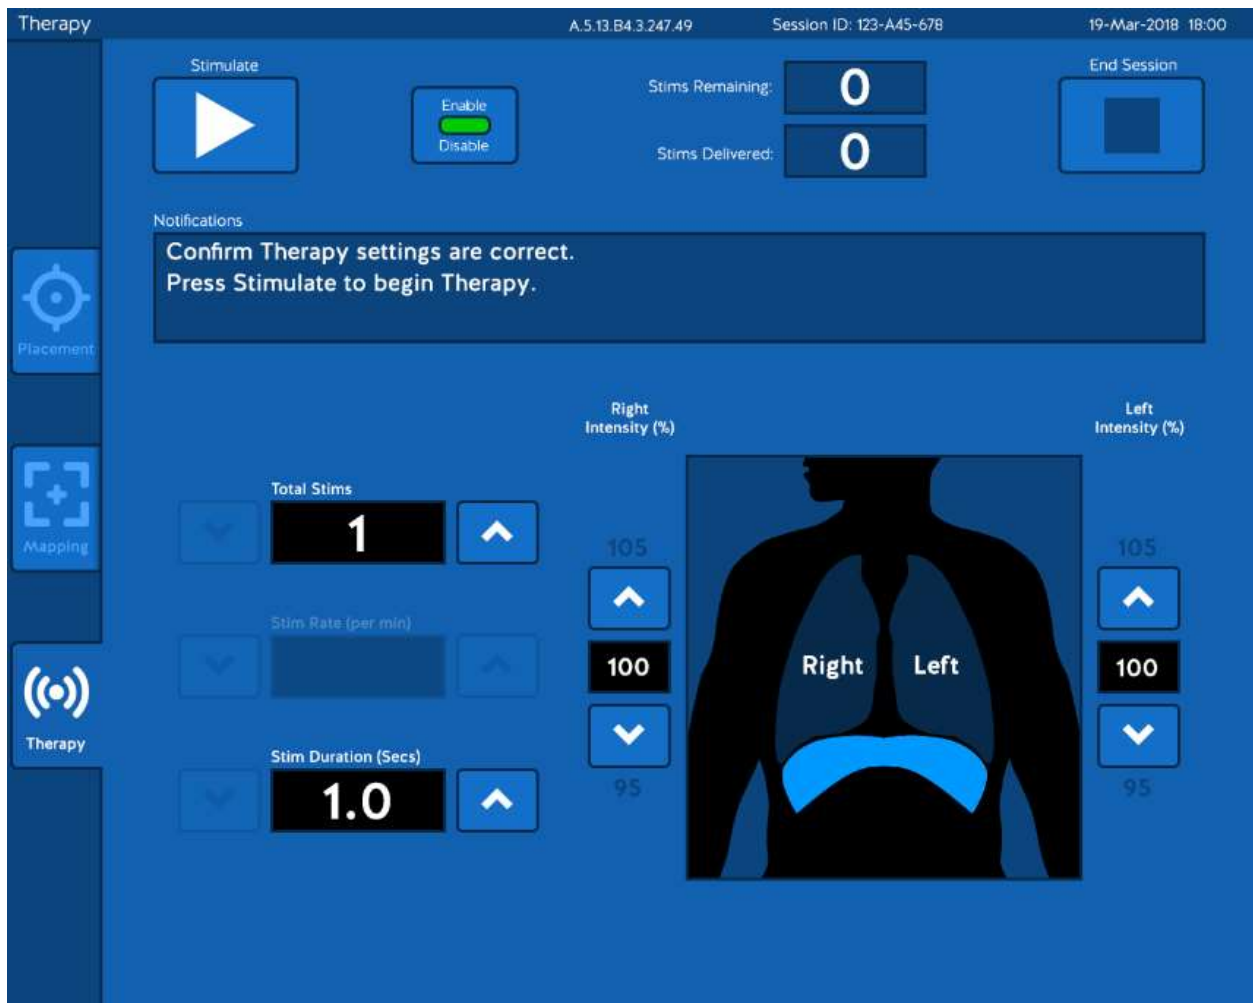 Therapy
A.5.13.B4.3.247.49
Session ID: 123-A45-678
19-Mar-2018 18:00
Stimulate
Enable
Disable
Stims Remaining:
0
Stims Delivered:
0
End Session
Notifications
Confirm Therapy settings are correct.
Press Stimulate to begin Therapy.
Placement
Mapping
Therapy
Total Stims
1
Stim Rate (per min)
Stim Duration (Secs)
1.0
Right
Intensity (%)
105
100
95
Right
Left
Left
Intensity (%)
105
100
95